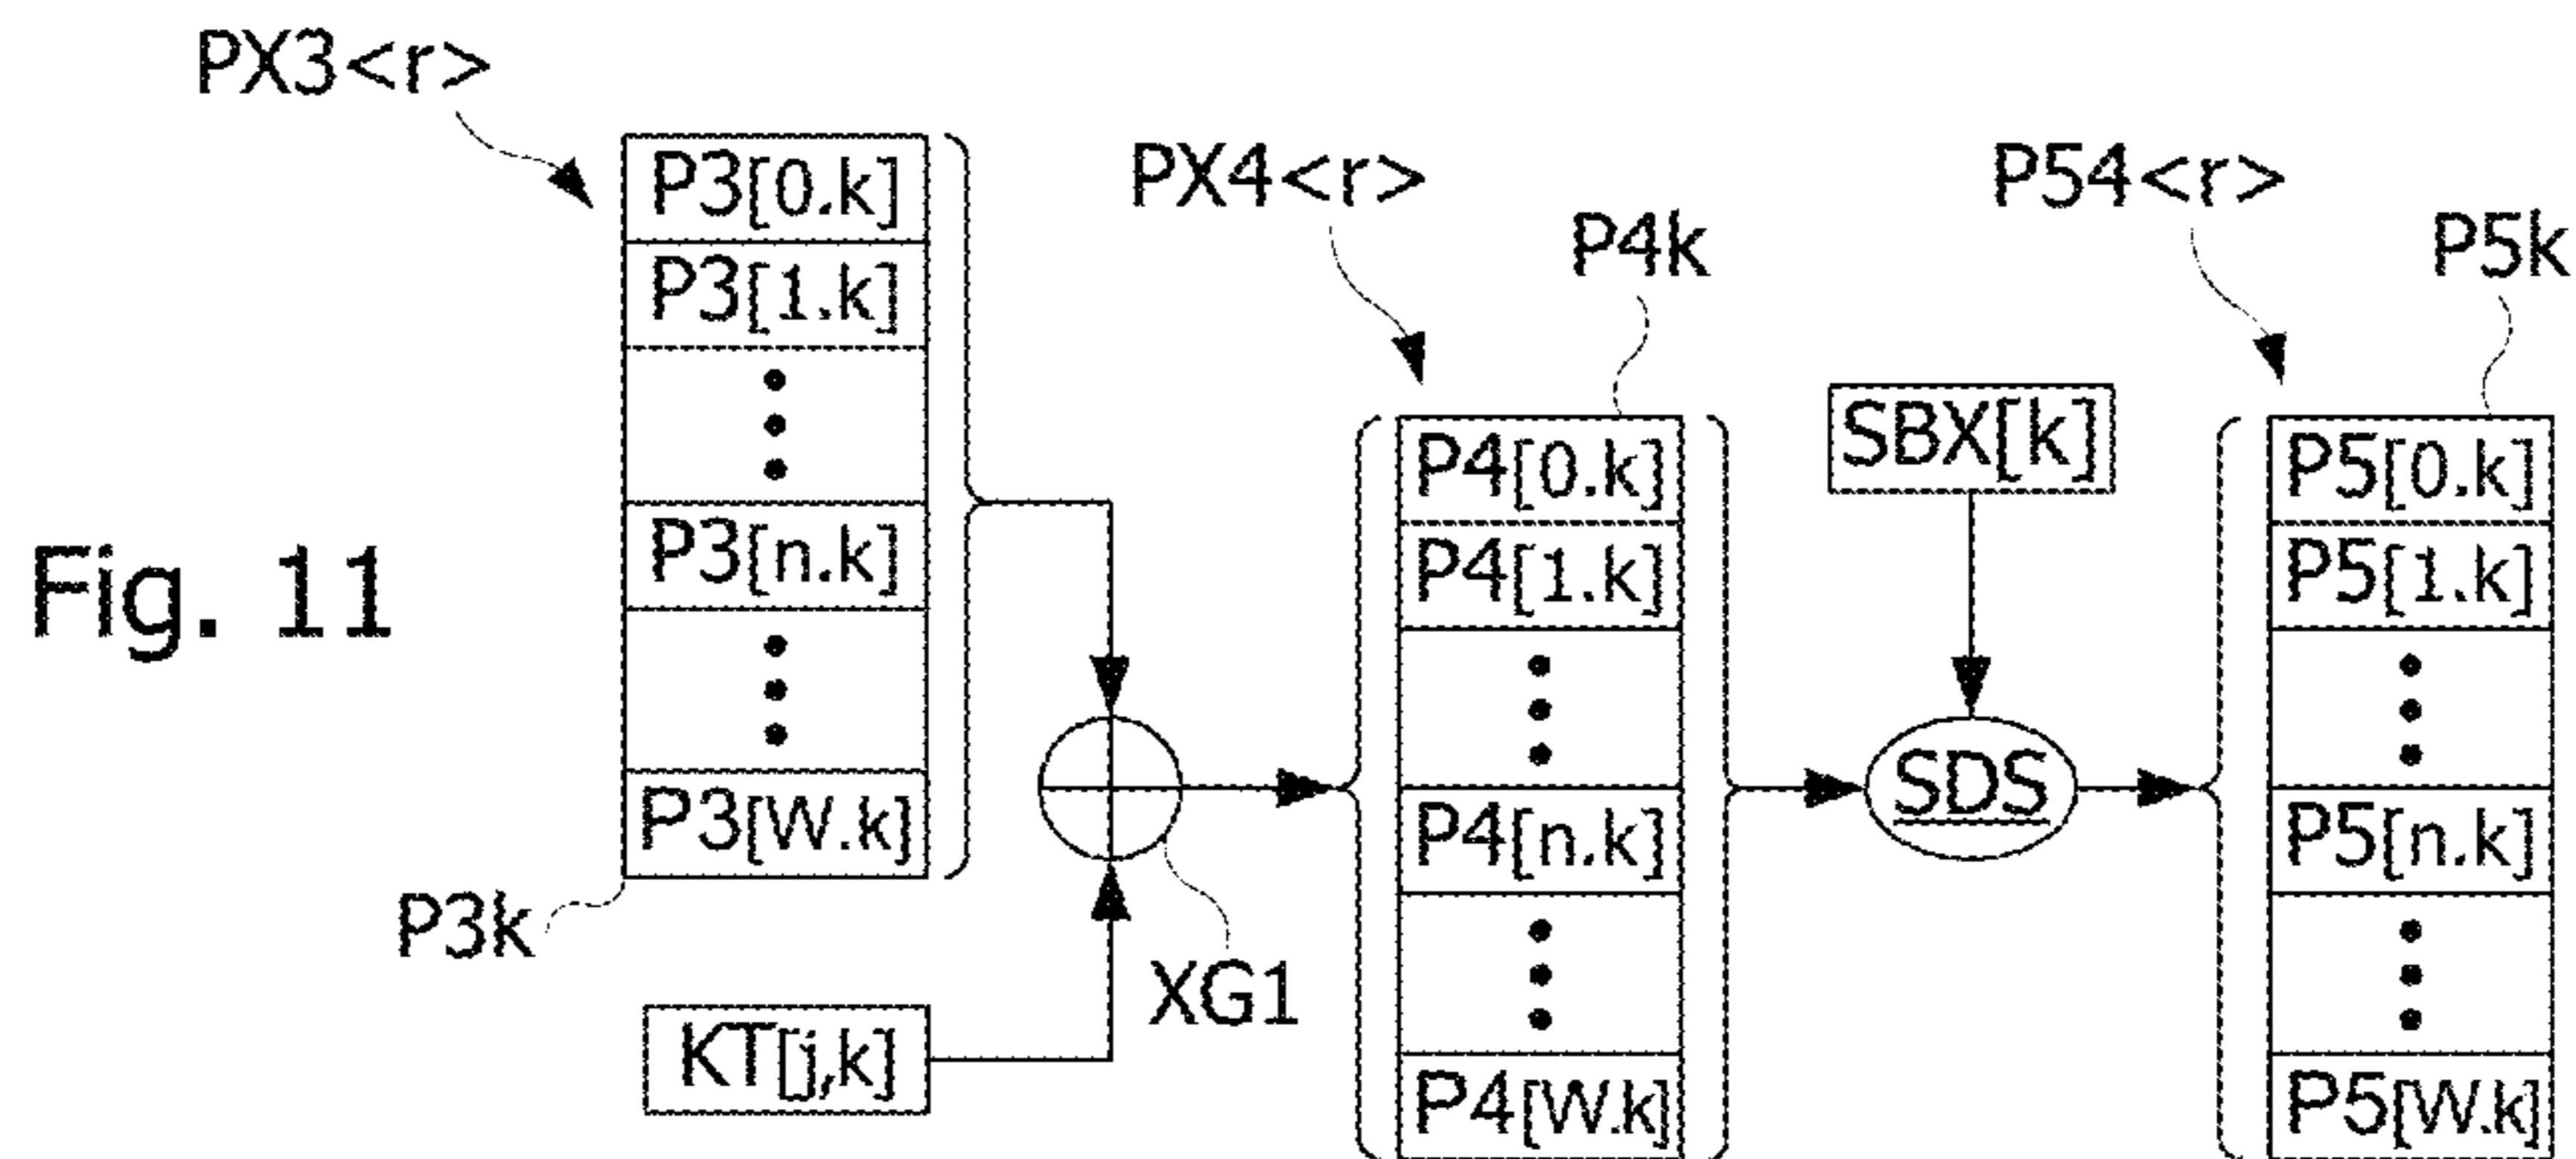 PX3<r>
P3[0.k]
P3[1.k]
P3[n.k]
P3[W.k]
P3k
KT[j,k]
XG1
Fig. 11
PX4<r>
P4k
P4[0.k]
P4[1.k]
P4[n.k]
P4[W.k]
SBX[k]
SDS
P54<r>
P5k
P5[0.k]
P5[1.k]
P5[n.k]
P5[W.k]